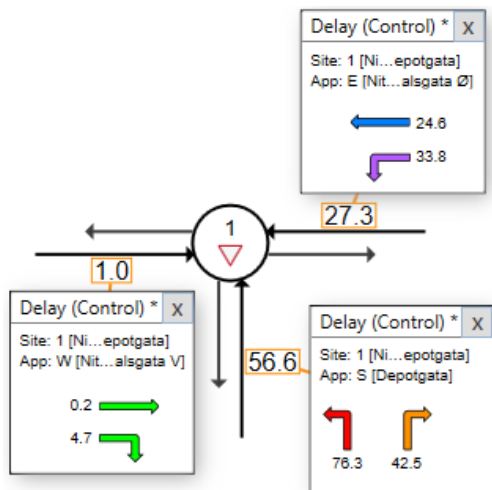 Delay (Control) * x
Site: 1 [Ni...epotgata]
App: E [Nit...alsgata Ø]
24.6
33.8
27.3
1
1.0
Delay (Control) * x
Site: 1 [Ni...epotgata]
App: W [Nit...alsgata V]
0.2
4.7
56.6
Delay (Control) * x
Site: 1 [Ni...epotgata]
App: S [Depotgata]
76.3 42.5